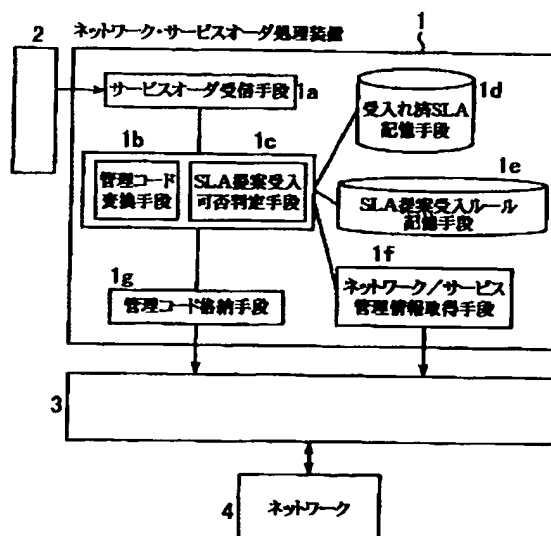 ネットワーク・サービスオーダ処理装置
1
2
サービスオーダ受信手段
1a
1d
受入れ済SLA
記憶手段
1b
1c
管理コード
変換手段
SLA提案受入
可否判定手段
1e
SLA提案受入ルール
記憶手段
1f
ネットワーク／サービス
管理情報取得手段
1g
管理コード格納手段
3
4
ネットワーク